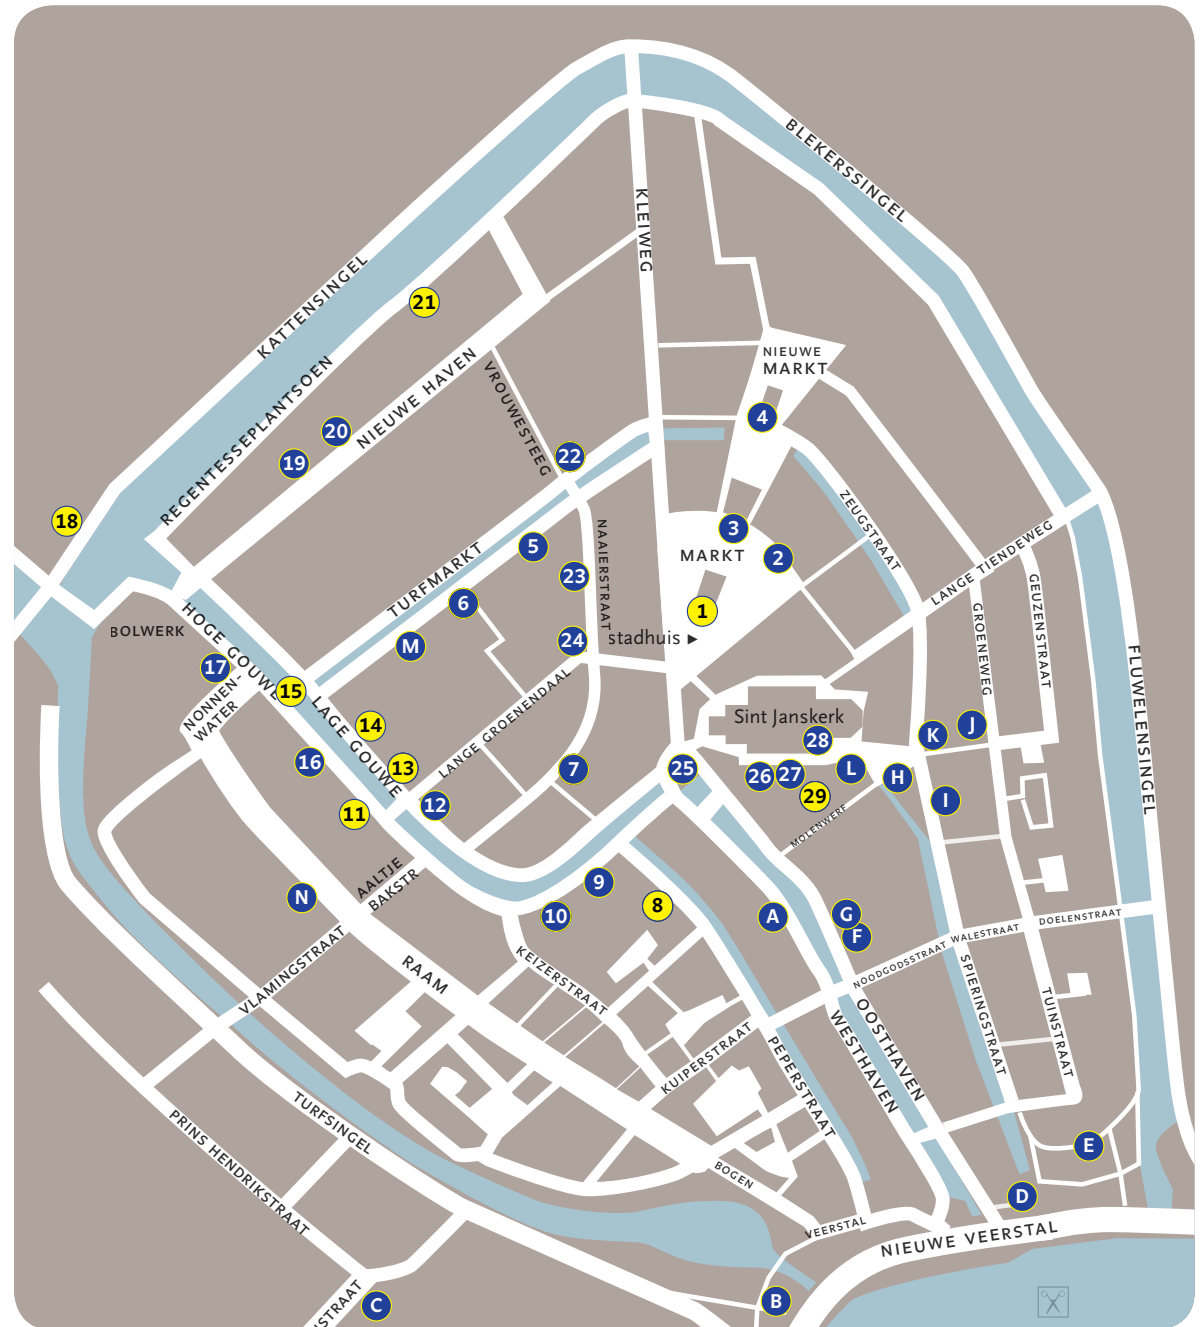 BLEKERSSINGEL
KLEIWEG
KATTENSINGEL
21
REGENTESSEPLANTSOEN
NIEUWE HAVEN
VROUWESTEEG
NIEUWE
MARKT
4
20
19
22
18
ZEUGSTRAAT
3
MARKT
2
NAAIERSTRAAT
5
23
TURFMARKT
6
1
stadhuis
LANGE TIENDEWEG
GEUZENSTRAAT
GROENEWEG
FLUWELENSINGEL
BOLWERK
HOGE GOUWE
M
24
17
15
NONNEN-
WATER
LAGE GOUWE
14
LANGE GROENENDAAL
Sint Janskerk
28
K
J
16
13
7
25
26
27
L
H
29
I
11
12
MOLENWERF
AALTJE
BAKSTR
N
9
10
8
A
G
F
NOODGODSSTRAAT
WALESTRAAT
DOELENSTRAAT
VLAMINGSTRAAT
RAAM
KEIZERSTRAAT
SPIERINGSTRAAT
TUINSTRAAT
OOSTHAVEN
WESTHAVEN
KUIPERSTRAAT
PEPERSTRAAT
TURFSINGEL
PRINS HENDRIKSTRAAT
BOGEN
E
D
VEERSTAL
NIEUWE VEERSTAL
B
C
STRAAT